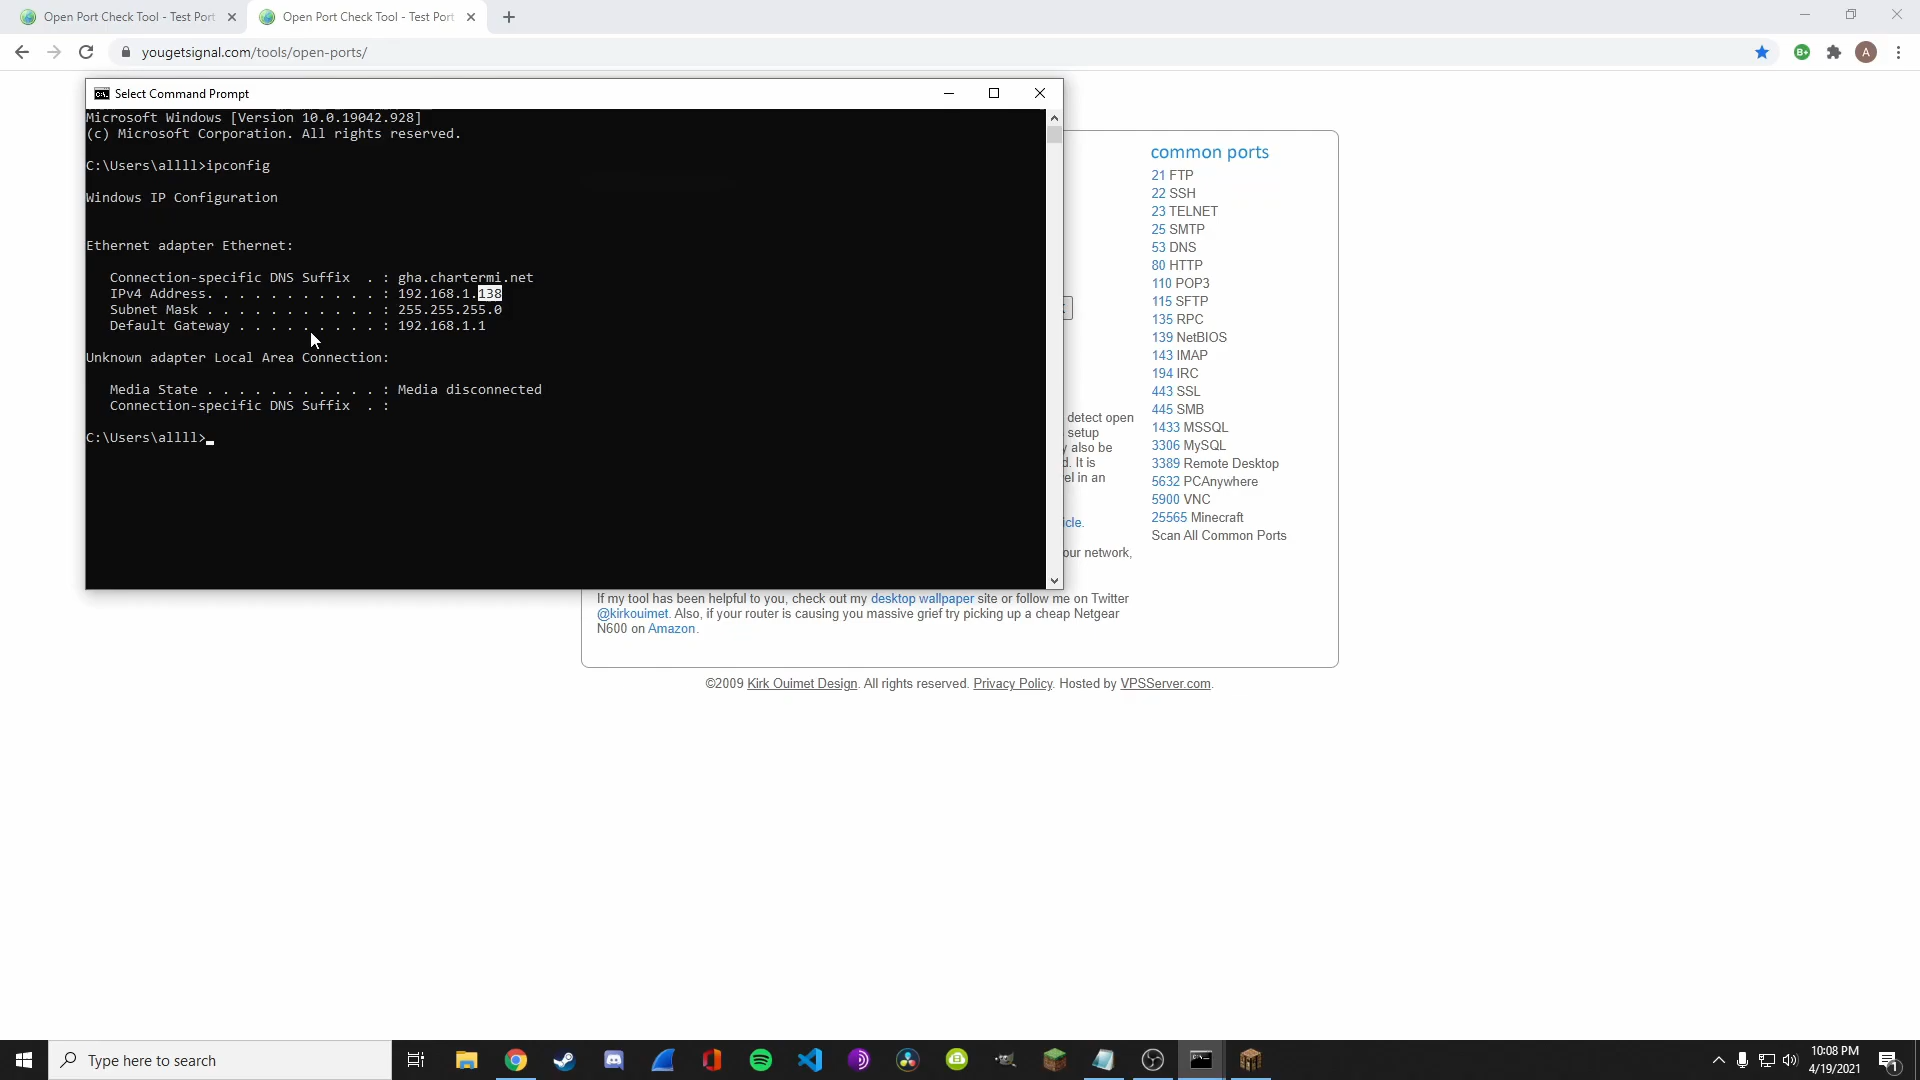 Open Port Check Tool - Test Port
Open Port Check Tool - Test Port
yougetsignal.com/tools/open-ports/
B+
A
Select Command Prompt
Microsoft Windows [Version 10.0.19042.928]
(c) Microsoft Corporation. All rights reserved.
C:\Users\allll>ipconfig
Windows IP Configuration
Ethernet adapter Ethernet:
Connection-specific DNS Suffix . : gha.chartermi.net
IPv4 Address. . . . . . . . . . . : 192.168.1.138
Subnet Mask . . . . . . . . . . . : 255.255.255.0
Default Gateway . . . . . . . . . : 192.168.1.1
Unknown adapter Local Area Connection:
Media State . . . . . . . . . . . : Media disconnected
Connection-specific DNS Suffix . :
C:\Users\allll>
common ports
21 FTP
22 SSH
23 TELNET
25 SMTP
53 DNS
80 HTTP
110 POP3
115 SFTP
135 RPC
139 NetBIOS
143 IMAP
194 IRC
443 SSL
445 SMB
1433 MSSQL
3306 MySQL
3389 Remote Desktop
5632 PCAnywhere
5900 VNC
25565 Minecraft
Scan All Common Ports
detect open
setup
also be
d. It is
el in an
icle.
our network,
If my tool has been helpful to you, check out my desktop wallpaper site or follow me on Twitter
@kirkouimet. Also, if your router is causing you massive grief try picking up a cheap Netgear
N600 on Amazon.
©2009 Kirk Ouimet Design. All rights reserved. Privacy Policy. Hosted by VPSServer.com.
Type here to search
10:08 PM
4/19/2021
1